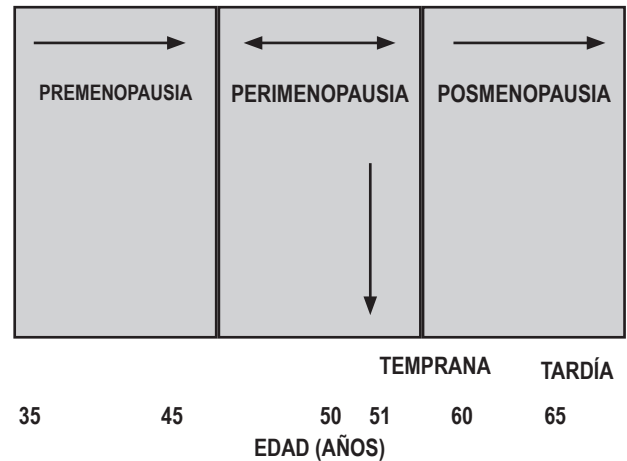 PREMENOPAUSIA PERIMENOPAUSIA POSMENOPAUSIA
TEMPRANA TARDÍA
35 45 50 51 60 65
EDAD (AÑOS)